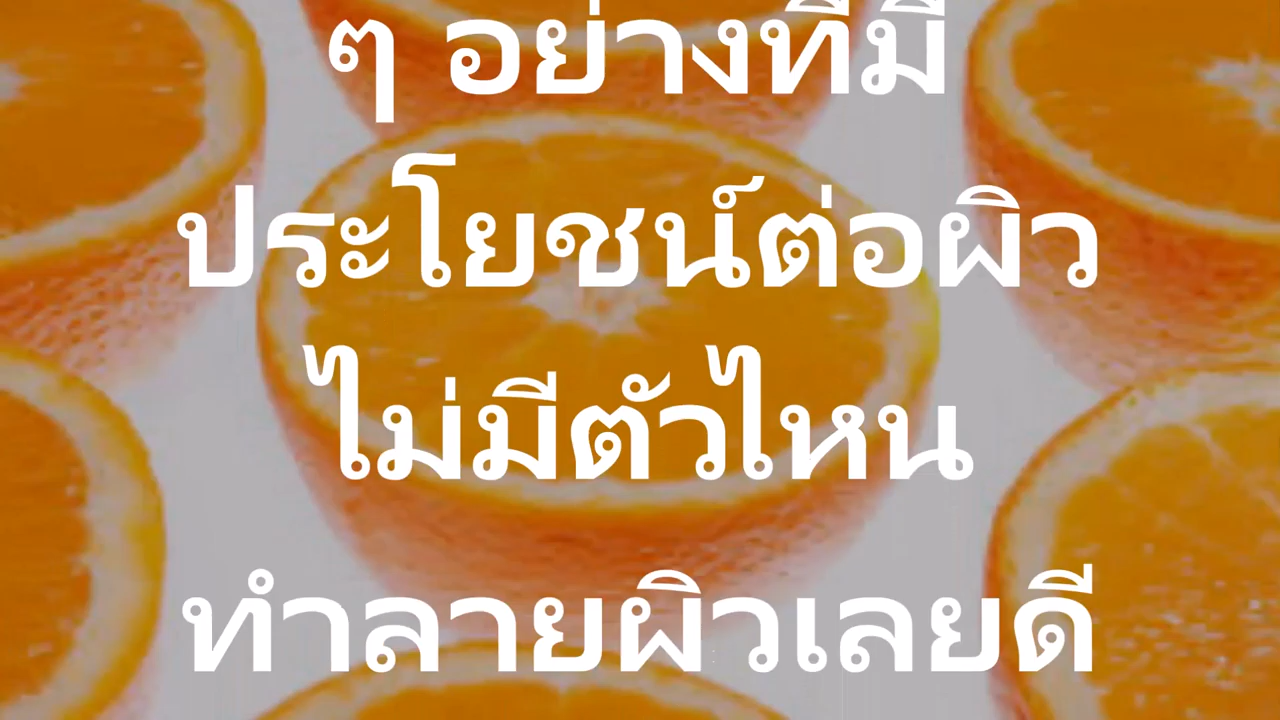 ๆ อย่างที่มี
ประโยชน์ต่อผิว
ไม่มีตัวไหน
ทำลายผิวเลยดี